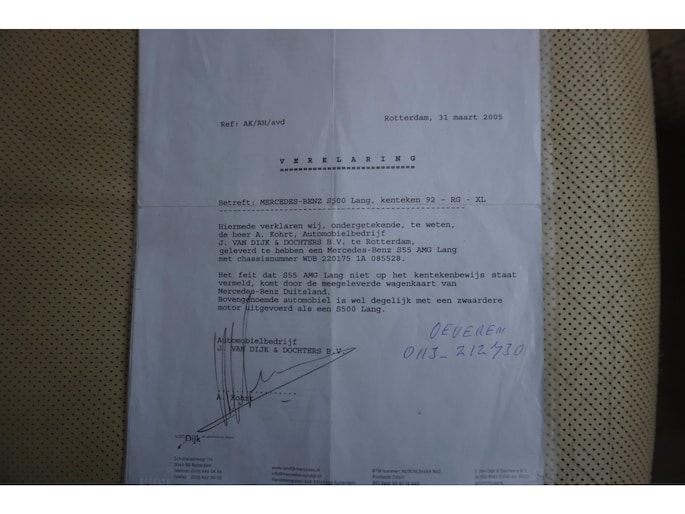 Ref: AK/RH/avd
Rotterdam, 31 maart 2005
V E R K L A R I N G
Betreft: MERCEDES-BENZ S500 Lang, kenteken 92 - RG - XL
Hiermede verklaren wij, ondergetekende, te weten,
de heer A. Kohrt, Automobielbedrijf
J. VAN DIJK & DOCHTERS B.V. te Rotterdam,
geleverd te hebben een Mercedes-Benz S55 AMG Lang
met chassisnummer WDB 220175 1A 085528.
Het feit dat S55 AMG Lang niet op het kentekenbewijs staat
vermeld, komt door de meegeleverde wagenkaart van
Mercedes-Benz Duitsland.
Bovengenoemde automobiel is wel degelijk met een zwaardere
motor uitgevoerd als een S500 Lang.
OEVEREN
0113-212730
Automobielbedrijf
J. VAN DIJK & DOCHTERS B.V.
A. Kohrt
Dijk